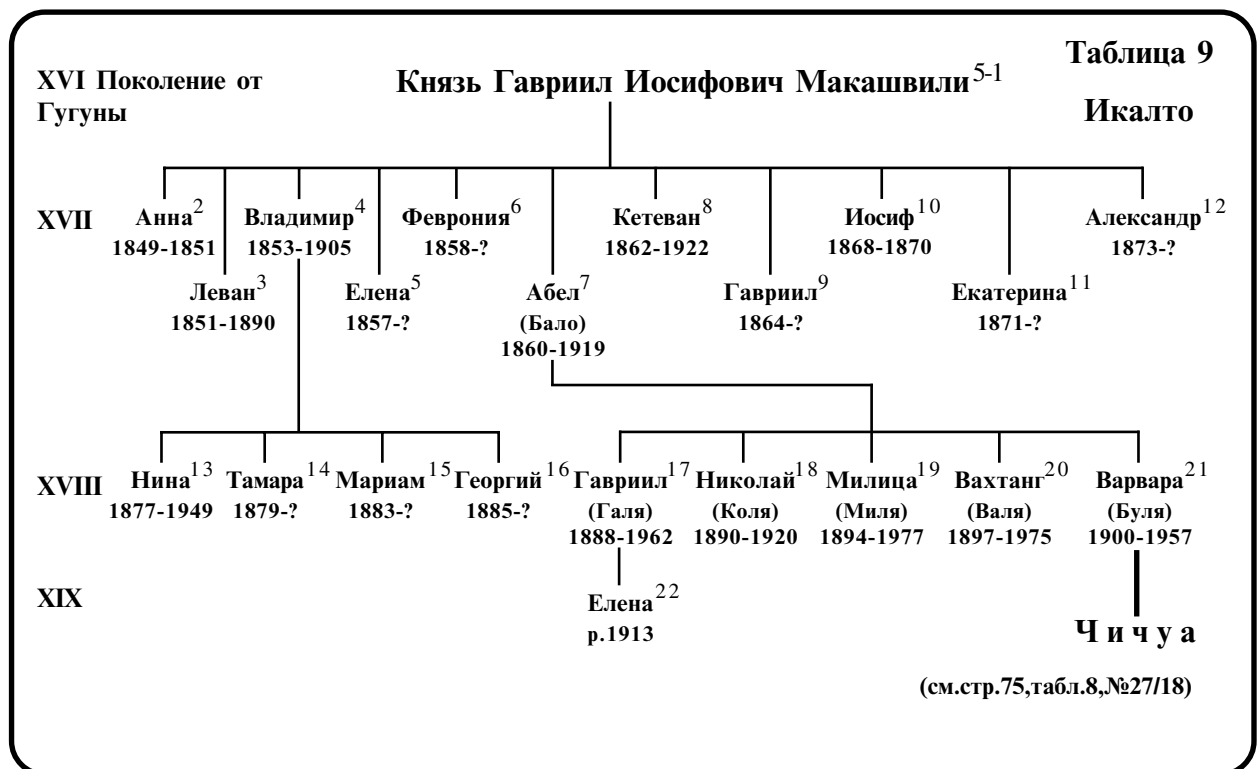 Таблица 9
XVI Поколение от Князь Гавриил Иосифович Макашвили5-1
Гугуны Икалто
XVII Анна2 Владимир4 Феврония6 Кетеван8 Иосиф10 Александр12
1849-1851 1853-1905 1858-? 1862-1922 1868-1870 1873-?
Леван3 Елена5 Абел7 Гавриил9 Екатерина11
1851-1890 1857-? (Бало) 1864-? 1871-?
1860-1919
XVIII Нина13 Тамара14 Мариам15 Георгий16 Гавриил17 Николай18 Милица19 Вахтанг20 Варвара21
1877-1949 1879-? 1883-? 1885-? (Галя) (Коля) (Миля) (Валя) (Буля)
1888-1962 1890-1920 1894-1977 1897-1975 1900-1957
XIX Елена22
р.1913 Чичуа
(см.стр.75,табл.8,№27/18)